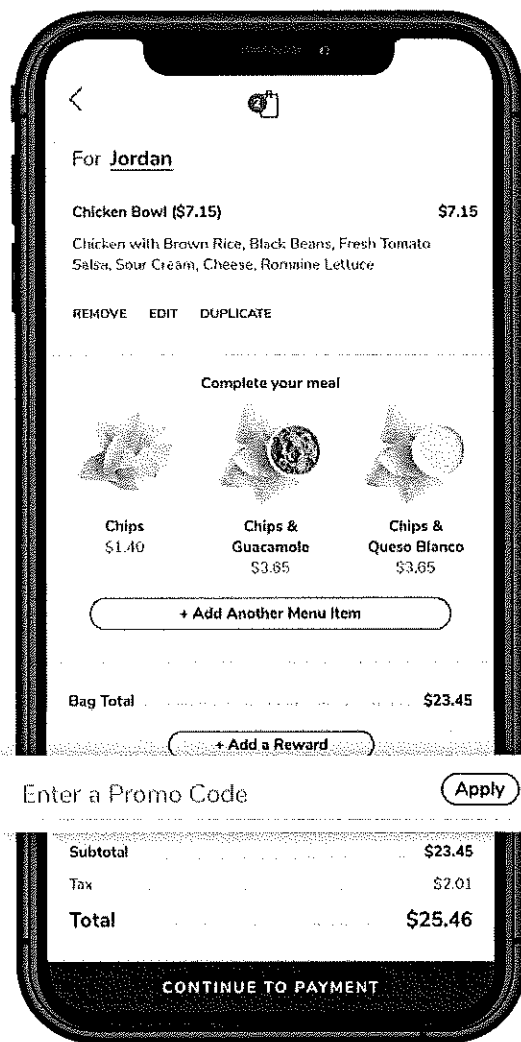 For Jordan
Chicken Bowl ($7.15) $7.15
Chicken with Brown Rice, Black Beans, Fresh Tomato
Salsa, Sour Cream, Cheese, Romaine Lettuce
REMOVE EDIT DUPLICATE
Complete your meal
Chips
$1.40
Chips &
Guacamole
$3.65
Chips &
Queso Blanco
$3.65
+ Add Another Menu Item
Bag Total $23.45
+ Add a Reward
Enter a Promo Code Apply
Subtotal $23.45
Tax $2.01
Total $25.46
CONTINUE TO PAYMENT